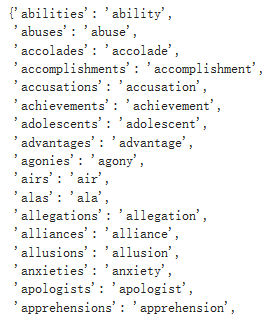 {'abilities': 'ability',
'abuses': 'abuse',
'accolades': 'accolade',
'accomplishments': 'accomplishment',
'accusations': 'accusation',
'achievements': 'achievement',
'adolescents': 'adolescent',
'advantages': 'advantage',
'agonies': 'agony',
'airs': 'air',
'alas': 'ala',
'allegations': 'allegation',
'alliances': 'alliance',
'allusions': 'allusion',
'anxieties': 'anxiety',
'apologists': 'apologist',
'apprehensions': 'apprehension',